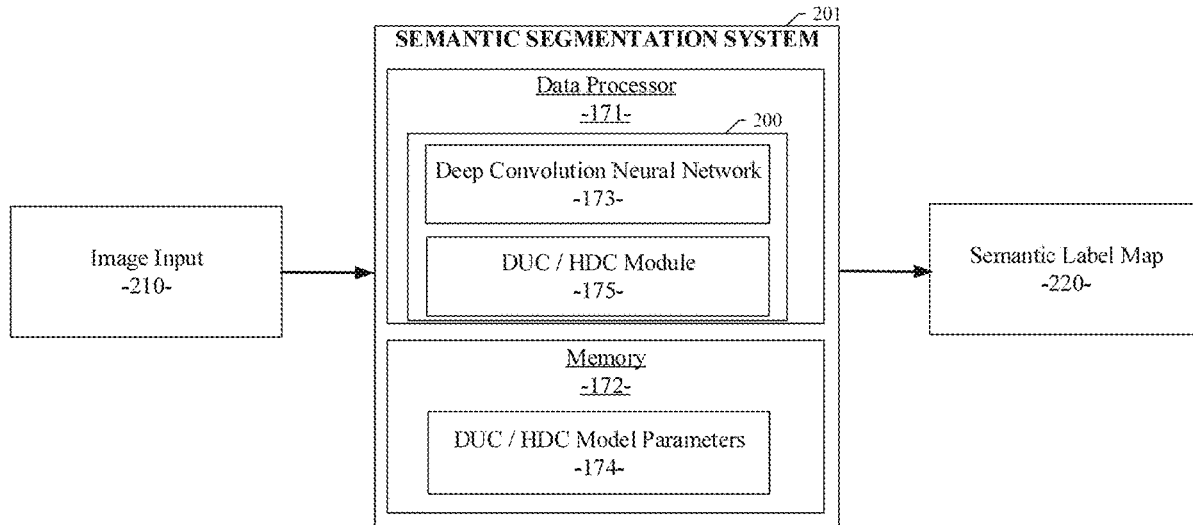 201
SEMANTIC SEGMENTATION SYSTEM
Data Processor
-171-
200
Deep Convolution Neural Network
-173-
DUC / HDC Module
-175-
Image Input
-210-
Semantic Label Map
-220-
Memory
-172-
DUC / HDC Model Parameters
-174-